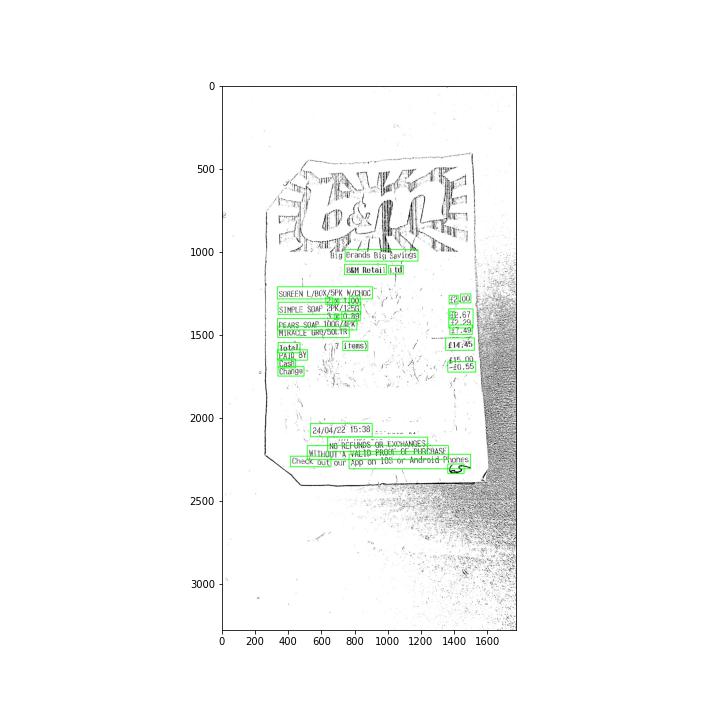 b&m
Big Brands Big Savings
B&M Retail Ltd
SOREEN L/BOX/5PK W/CHOC
2 x 1.00 £2.00
SIMPLE SOAP 2PK/125G
3 x 0.89 £2.67
PEARS SOAP 100G/4PK £2.29
MIRACLE GRO/50LTR £7.49
Total ( 7 items) £14.45
PAID BY
Cash £15.00
Change -£0.55
24/04/22 15:38
NO REFUNDS OR EXCHANGES
WITHOUT A VALID PROOF OF PURCHASE
Check out our App on IOS or Android Phones
65
0
500
1000
1500
2000
2500
3000
0 200 400 600 800 1000 1200 1400 1600